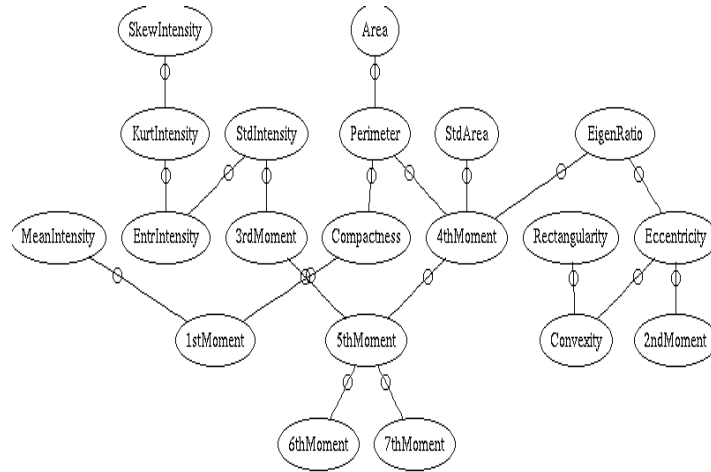 SkewIntensity Area
KurtIntensity StdIntensity Perimeter StdArea EigenRatio
MeanIntensity EntrIntensity 3rdMoment Compactness 4thMoment Rectangularity Eccentricity
1stMoment 5thMoment Convexity 2ndMoment
6thMoment 7thMoment